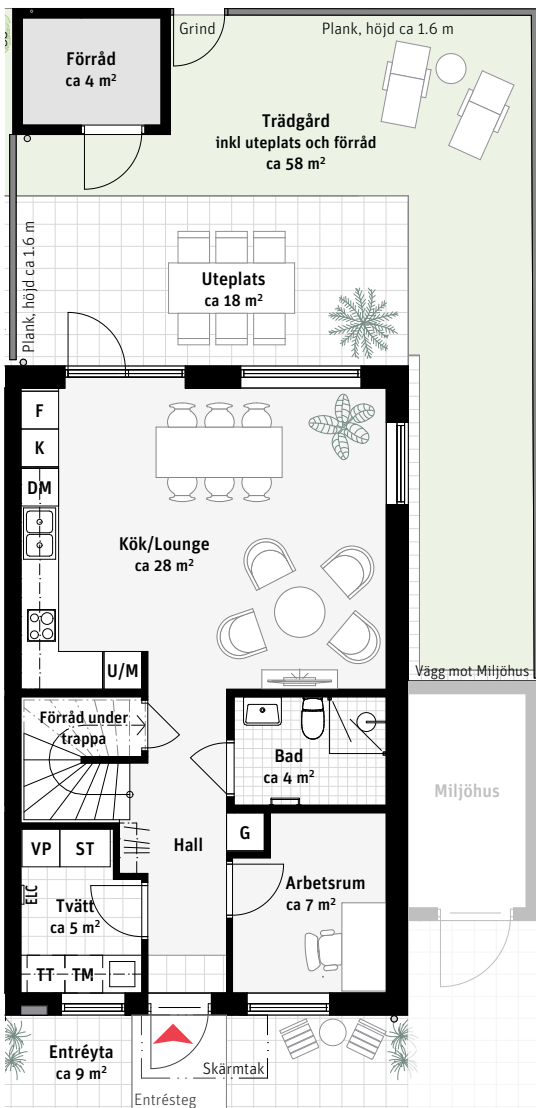 Grind
Plank, höjd ca 1.6 m
Förråd
ca 4 m²
Trädgård
inkl uteplats och förråd
ca 58 m²
Plank, höjd ca 1.6 m
Uteplats
ca 18 m²
F
K
DM
Kök/Lounge
ca 28 m²
U/M
Vägg mot Miljöhus
Förråd under
trappa
Bad
ca 4 m²
Miljöhus
VP
ST
Hall
G
ELC
Tvätt
ca 5 m²
Arbetsrum
ca 7 m²
TT
TM
Entréyta
ca 9 m²
Skärmtak
Entrésteg